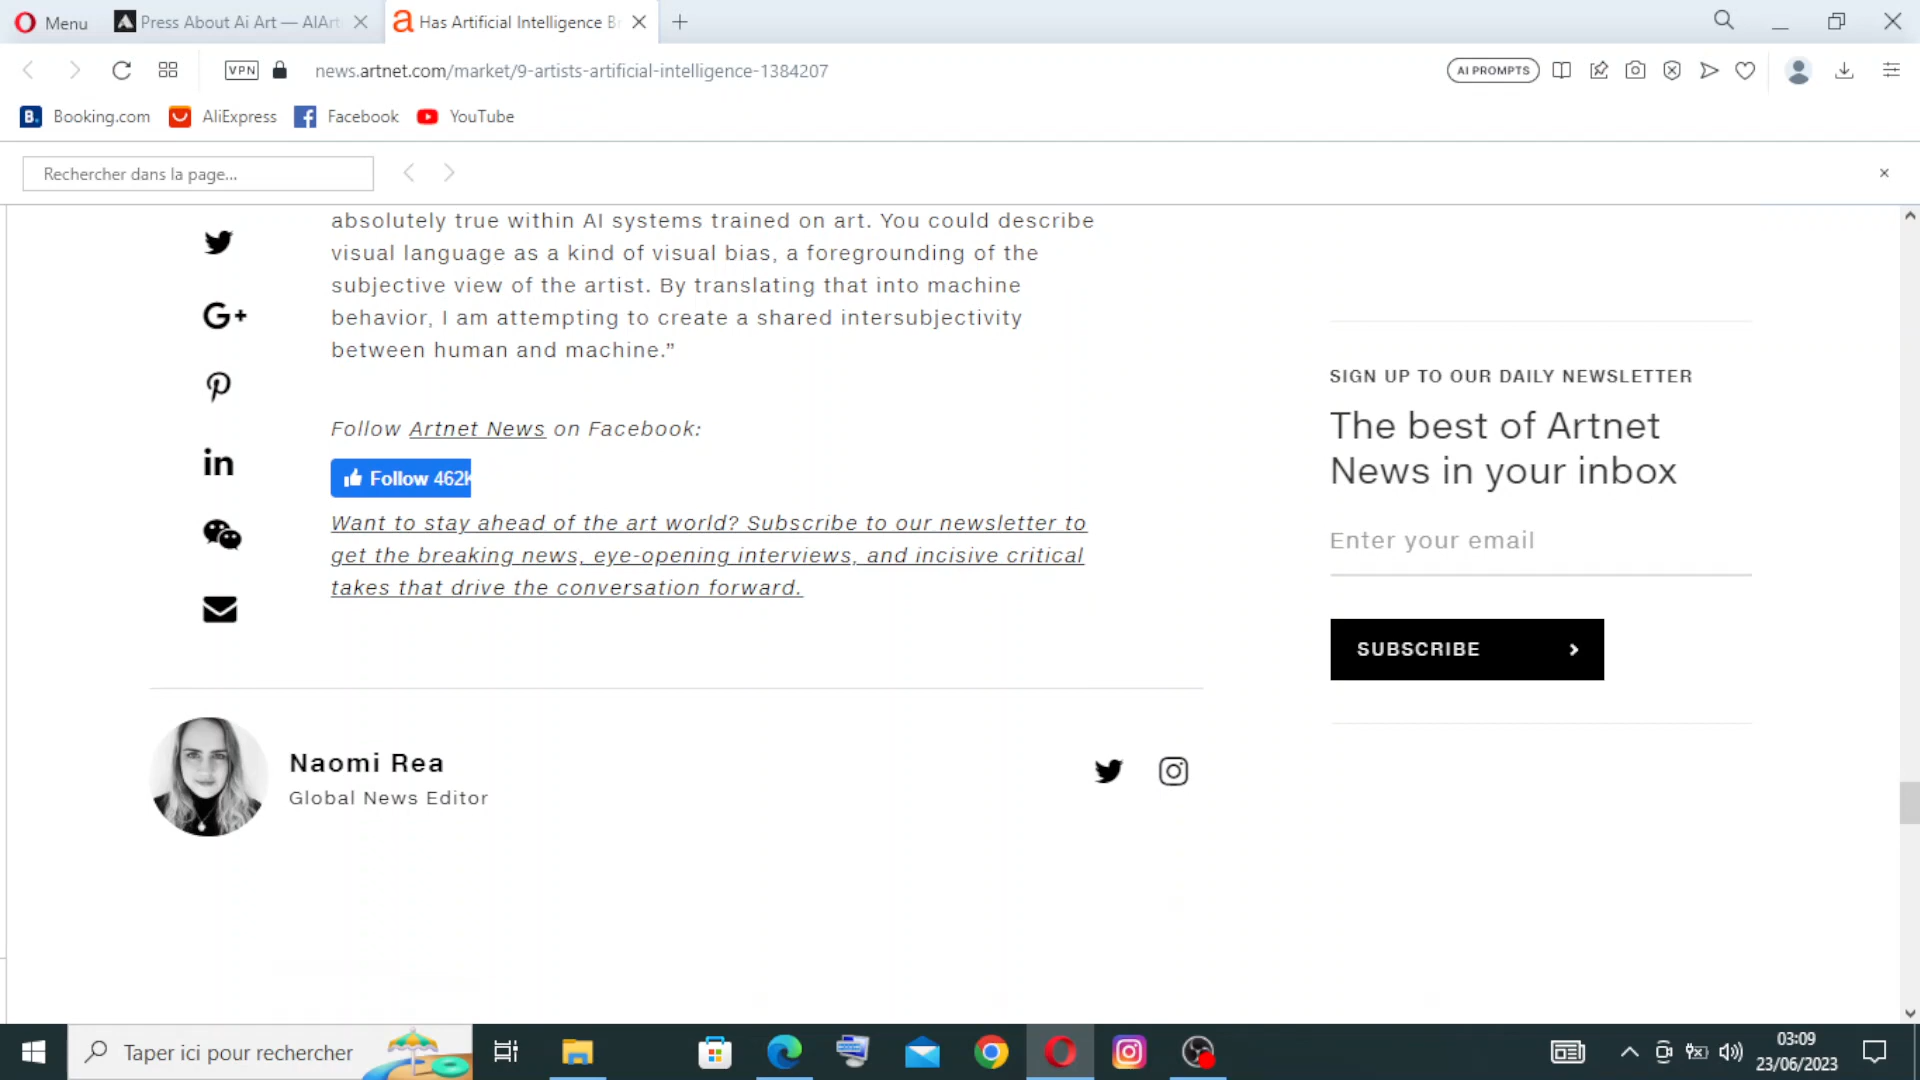 Menu
Press About Ai Art — AIArt
a Has Artificial Intelligence Br
VPN
news.artnet.com/market/9-artists-artificial-intelligence-1384207
AI PROMPTS
B. Booking.com
AliExpress
Facebook
YouTube
Rechercher dans la page...
absolutely true within AI systems trained on art. You could describe
visual language as a kind of visual bias, a foregrounding of the
subjective view of the artist. By translating that into machine
behavior, I am attempting to create a shared intersubjectivity
between human and machine.”
G+
in
Follow Artnet News on Facebook:
Follow 462K
Want to stay ahead of the art world? Subscribe to our newsletter to
get the breaking news, eye-opening interviews, and incisive critical
takes that drive the conversation forward.
Naomi Rea
Global News Editor
SIGN UP TO OUR DAILY NEWSLETTER
The best of Artnet
News in your inbox
Enter your email
SUBSCRIBE
Taper ici pour rechercher
03:09
23/06/2023